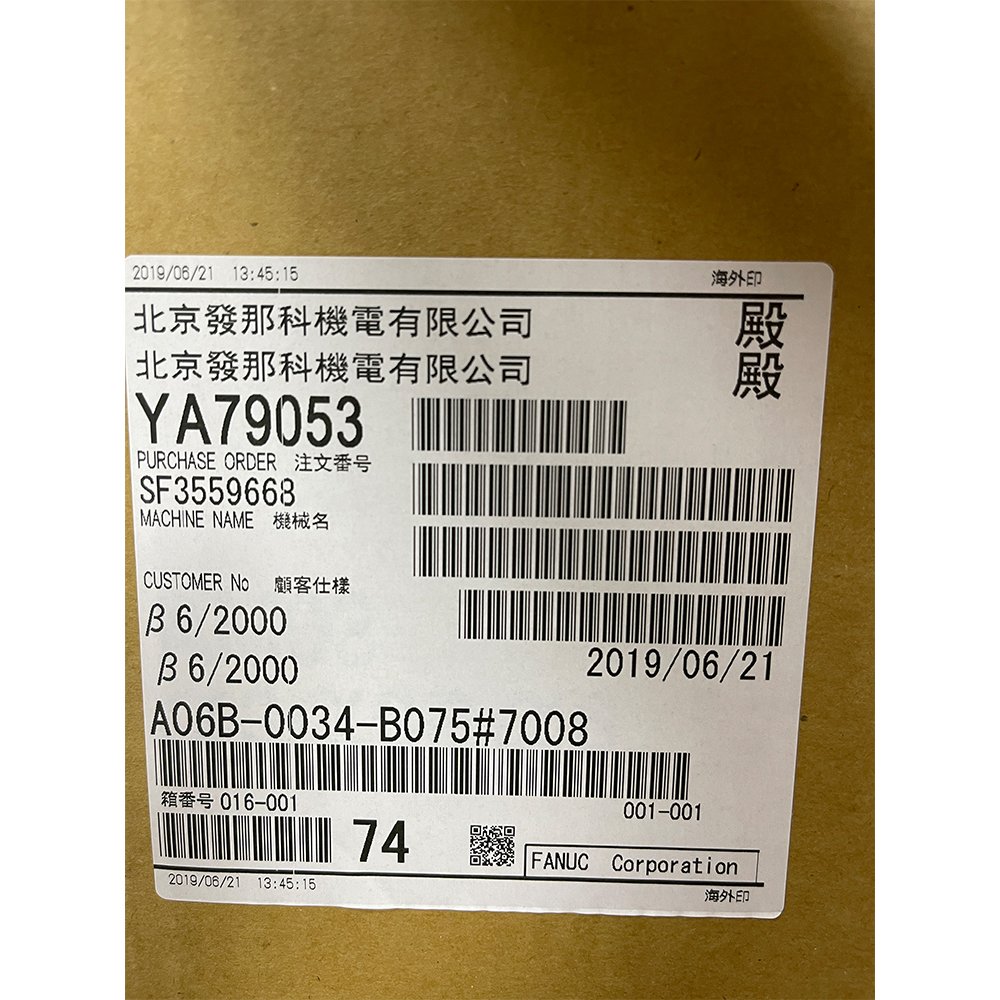 2019/06/21 13:45:15 海外印
北京發那科機電有限公司 殿
北京發那科機電有限公司 殿
YA79053
PURCHASE ORDER 注文番号
SF3559668
MACHINE NAME 機械名
CUSTOMER No 顧客仕様
β 6/2000
β 6/2000
2019/06/21
A06B-0034-B075#7008
箱番号 016-001 001-001
74
FANUC Corporation
2019/06/21 13:45:15 海外印